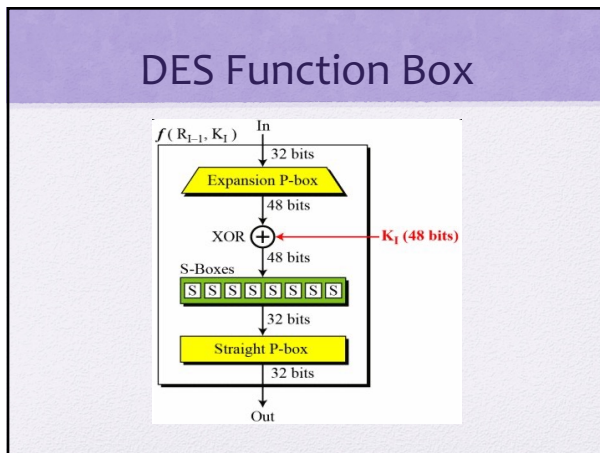 DES Function Box
In
f ( R_{I–1}, K_I )
32 bits
Expansion P-box
48 bits
XOR + K_I (48 bits)
48 bits
S-Boxes
S S S S S S S S
32 bits
Straight P-box
32 bits
Out